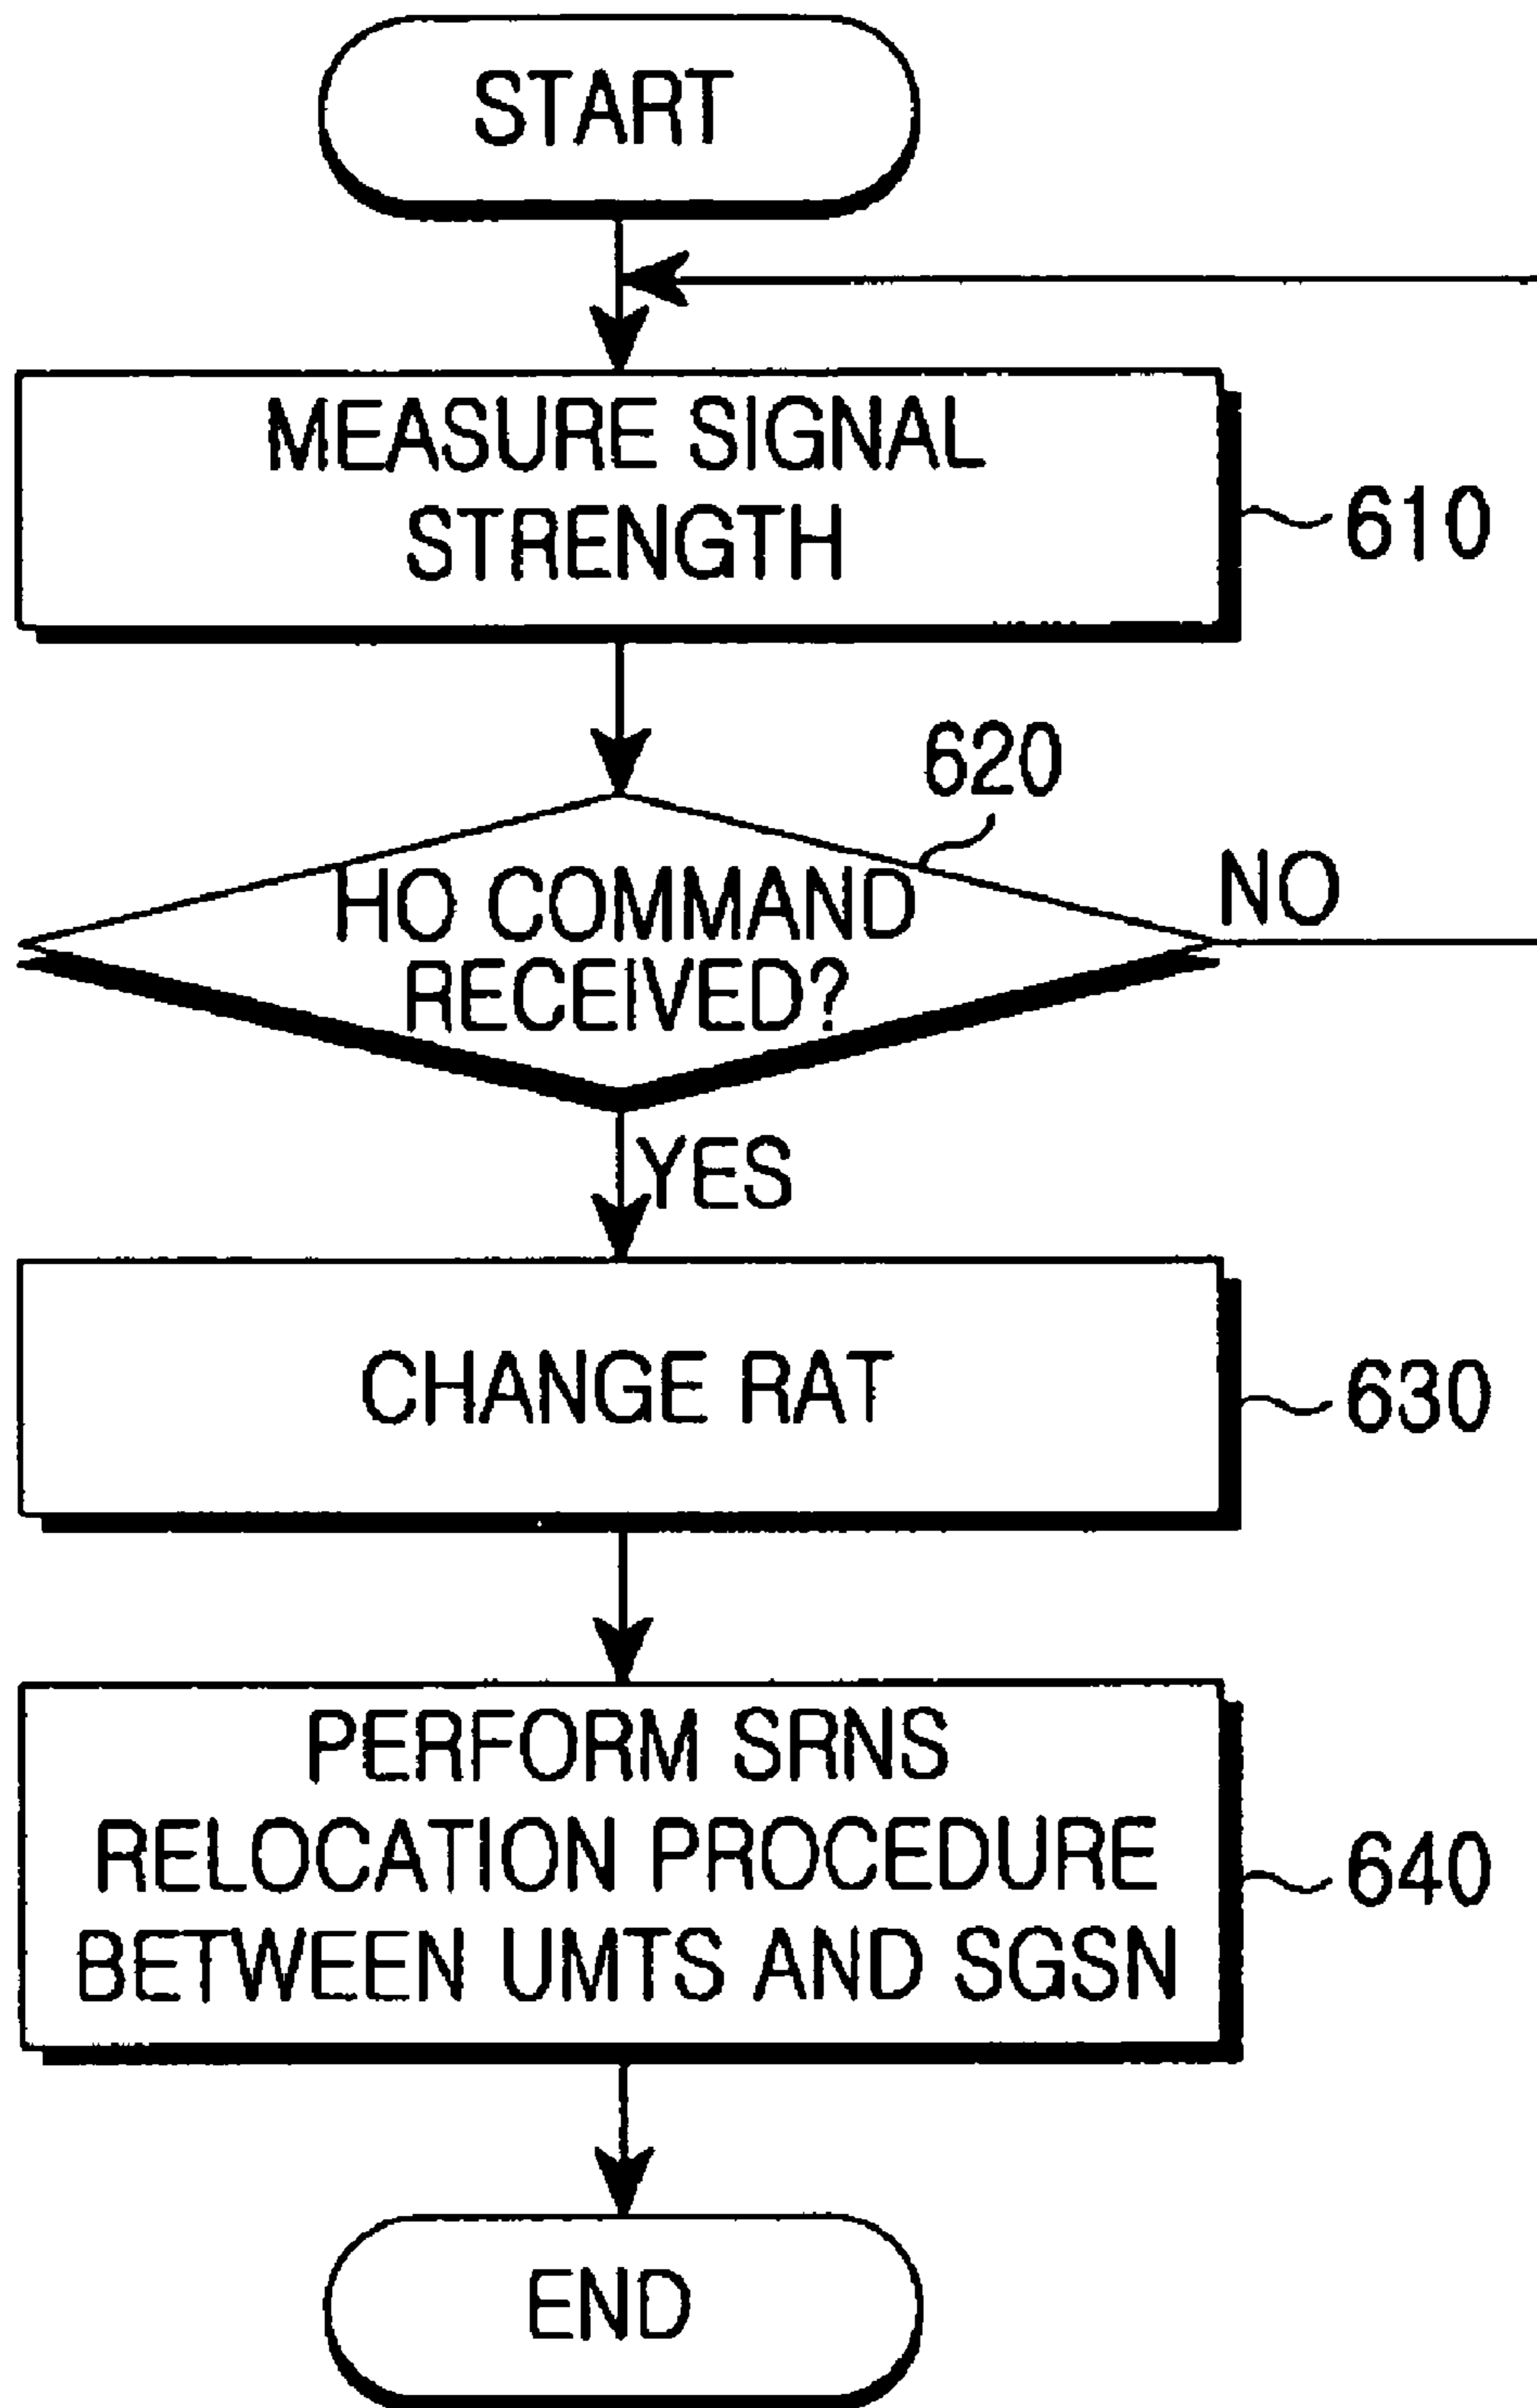 START
MEASURE SIGNAL
STRENGTH
610
620
HO COMMAND
RECEIVED?
NO
YES
CHANGE RAT
630
PERFORM SRNS
RELOCATION PROCEDURE
BETWEEN UMTS AND SGSN
640
END